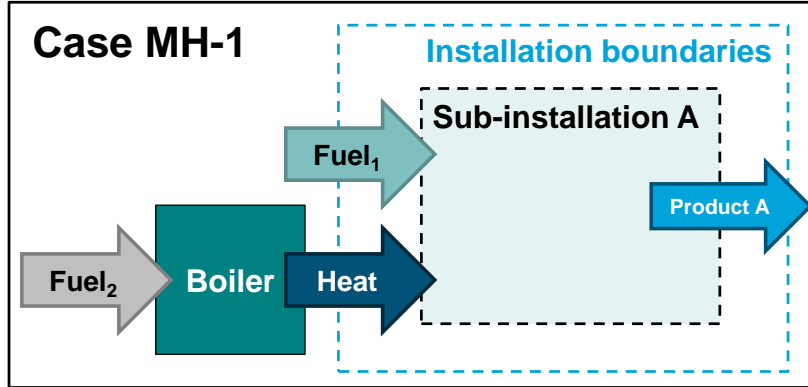 Case MH-1
Installation boundaries
Sub-installation A
Fuel₁
Product A
Fuel₂
Boiler
Heat